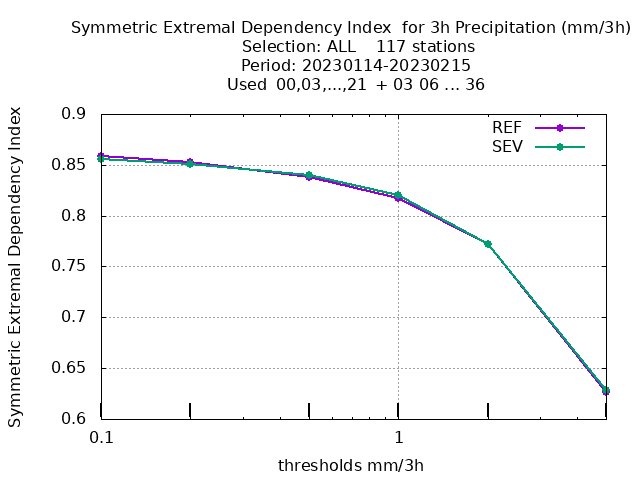 Symmetric Extremal Dependency Index for 3h Precipitation (mm/3h)
Selection: ALL 117 stations
Period: 20230114-20230215
Used 00,03,...,21 + 03 06 ... 36
Symmetric Extremal Dependency Index
0.9
0.85
0.8
0.75
0.7
0.65
0.6
REF
SEV
0.1
1
thresholds mm/3h